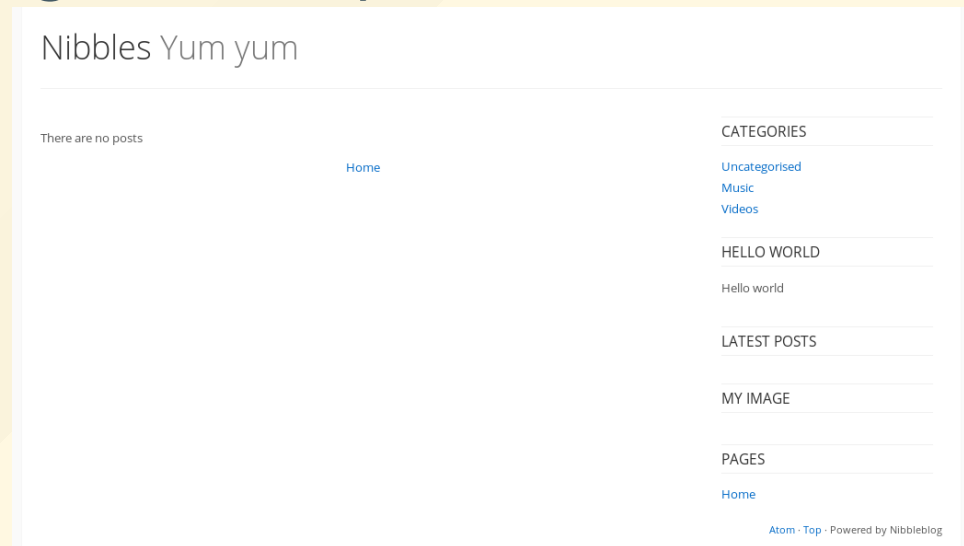 Nibbles Yum yum
There are no posts
Home
CATEGORIES
Uncategorised
Music
Videos
HELLO WORLD
Hello world
LATEST POSTS
MY IMAGE
PAGES
Home
Atom · Top · Powered by Nibbleblog